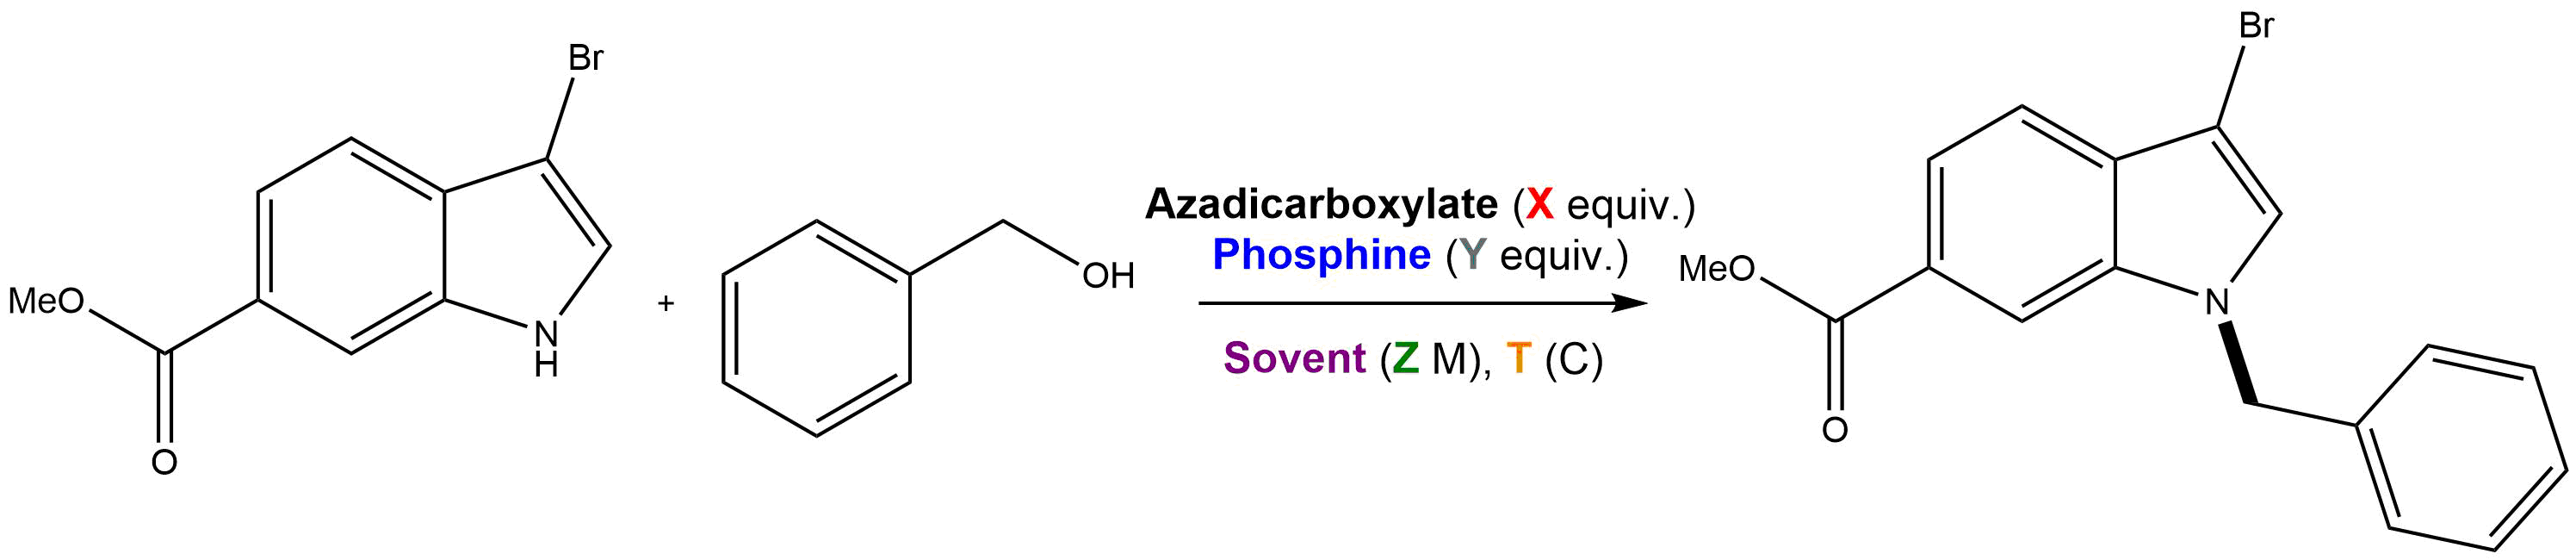 Br
MeO
O
N
H
+
OH
Azadicarboxylate (X equiv.)
Phosphine (Y equiv.)
Sovent (Z M), T (C)
Br
MeO
O
N